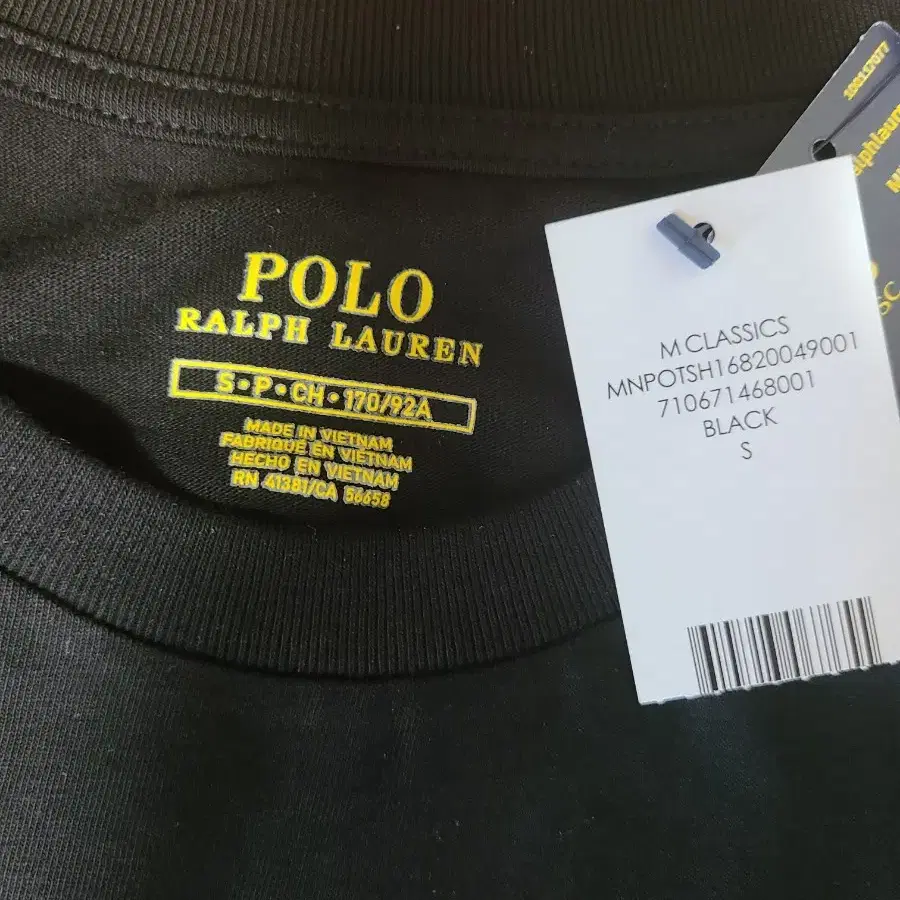 POLO
RALPH LAUREN
S•P•CH•170/92A
MADE IN VIETNAM
FABRIQUÉ EN VIETNAM
HECHO EN VIETNAM
RN 41381/CA 56658
M CLASSICS
MNPOTSH16820049001
710671468001
BLACK
S